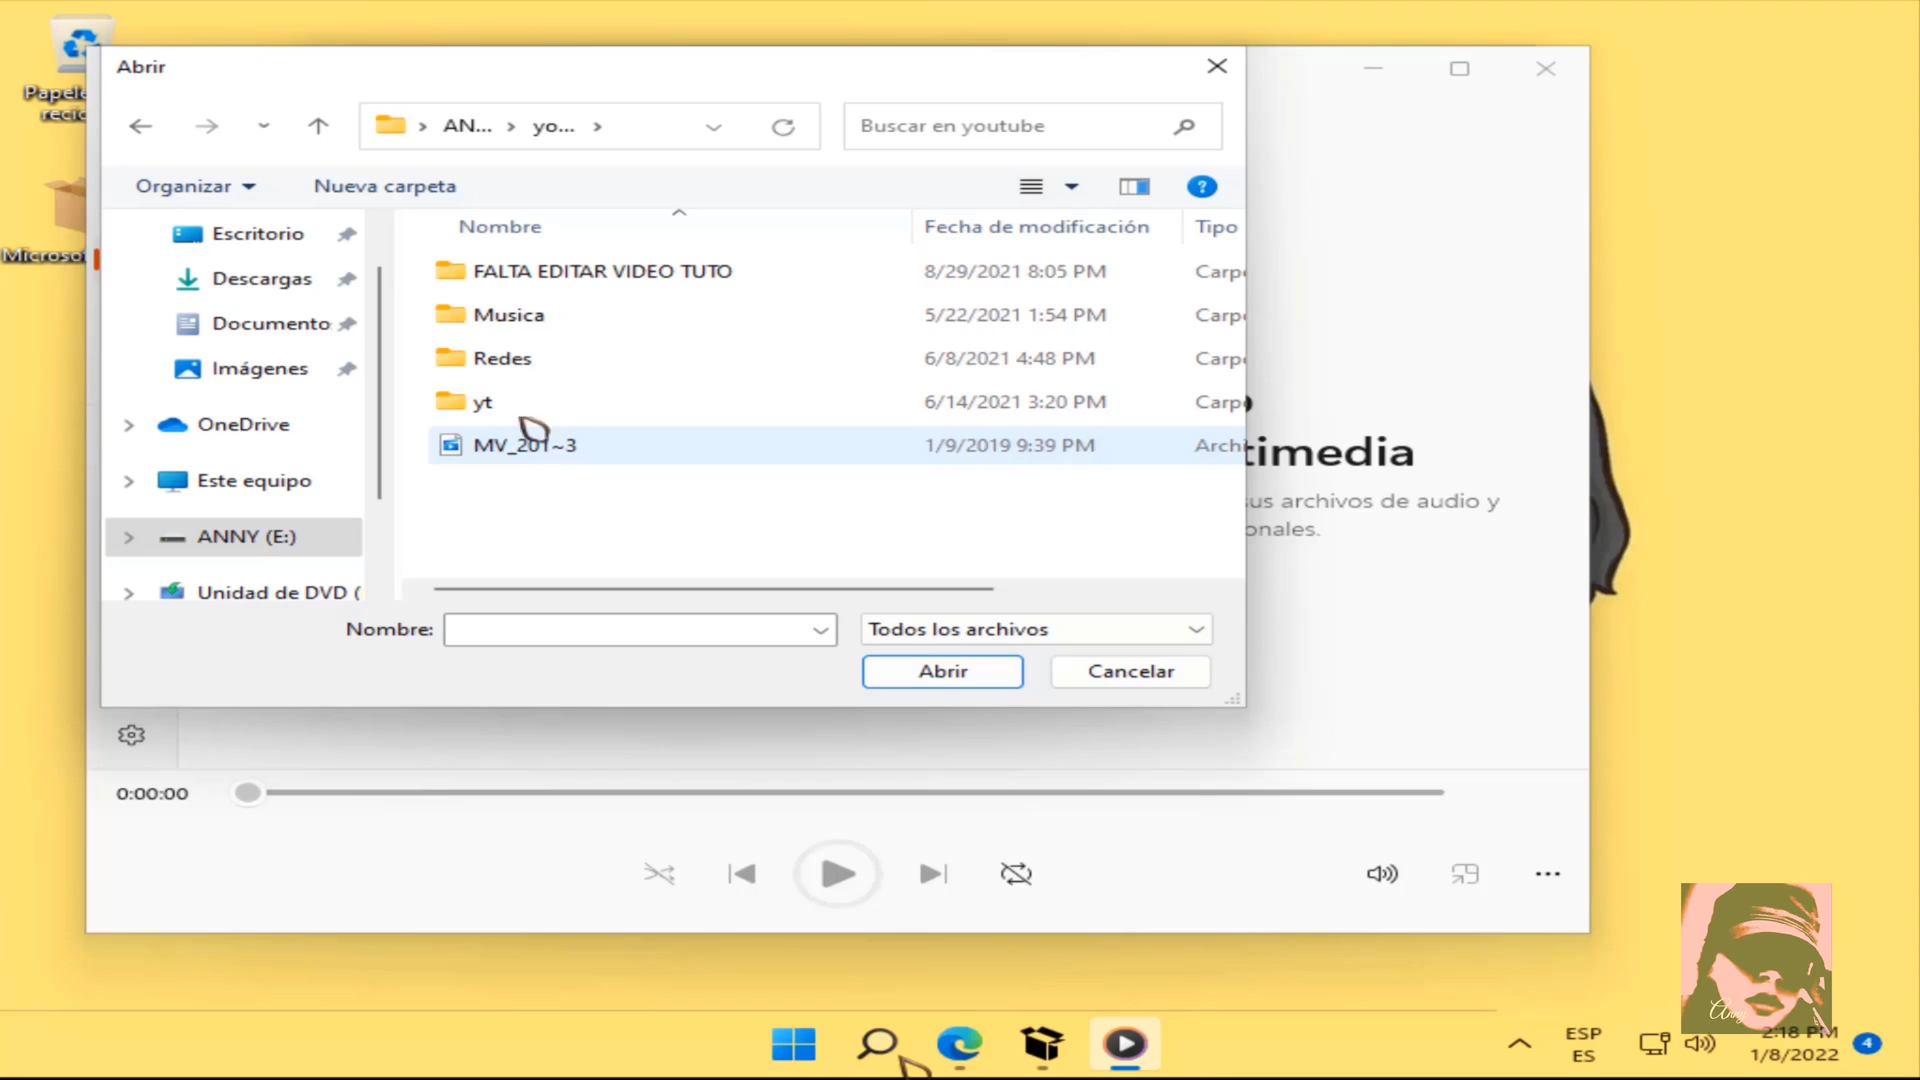 Abrir
AN... yo...
Buscar en youtube
Organizar
Nueva carpeta
Nombre
Fecha de modificación
Tipo
Escritorio
Descargas
Documento
Imágenes
OneDrive
Este equipo
ANNY (E:)
Unidad de DVD (
FALTA EDITAR VIDEO TUTO
8/29/2021 8:05 PM
Carp
Musica
5/22/2021 1:54 PM
Carp
Redes
6/8/2021 4:48 PM
Carp
yt
6/14/2021 3:20 PM
Carp
MV_201~3
1/9/2019 9:39 PM
Archi
Nombre:
Todos los archivos
Abrir
Cancelar
timedia
sus archivos de audio y
onales.
0:00:00
Papele
recic
Microsof
Anny
ESP
ES
2:18 PM
1/8/2022
4